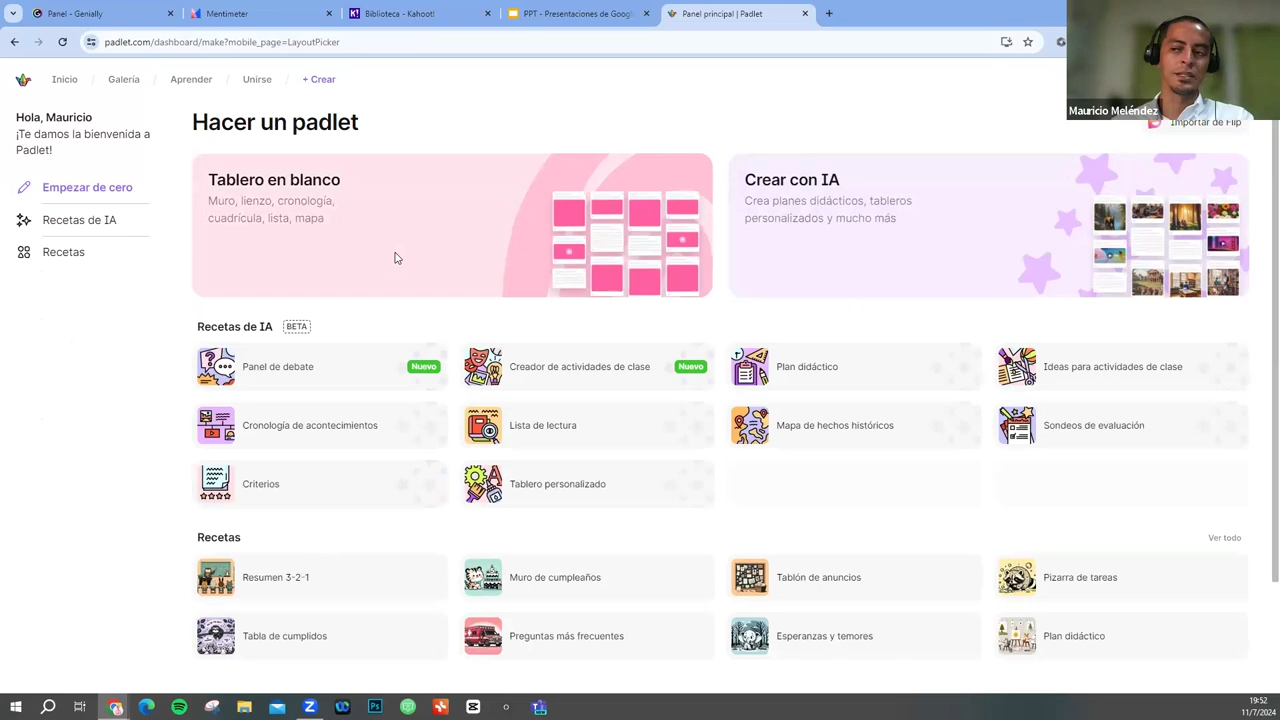 Panel - Genially
Mentimeter
Biblioteca - Kahoot!
PPT - Presentaciones de Google
Panel principal | Padlet
padlet.com/dashboard/make?mobile_page=LayoutPicker
Inicio / Galería / Aprender / Unirse / + Crear
Mauricio Meléndez
Hola, Mauricio
¡Te damos la bienvenida a
Padlet!
Empezar de cero
Recetas de IA
Recetas
Hacer un padlet
Importar de Flip
Tablero en blanco
Muro, lienzo, cronología,
cuadrícula, lista, mapa
Crear con IA
Crea planes didácticos, tableros
personalizados y mucho más
Recetas de IA BETA
Panel de debate Nuevo
Creador de actividades de clase Nuevo
Plan didáctico
Ideas para actividades de clase
Cronología de acontecimientos
Lista de lectura
Mapa de hechos históricos
Sondeos de evaluación
Criterios
Tablero personalizado
Recetas
Ver todo
Resumen 3-2-1
Muro de cumpleaños
Tablón de anuncios
Pizarra de tareas
Tabla de cumplidos
Preguntas más frecuentes
Esperanzas y temores
Plan didáctico
19:52
11/7/2024